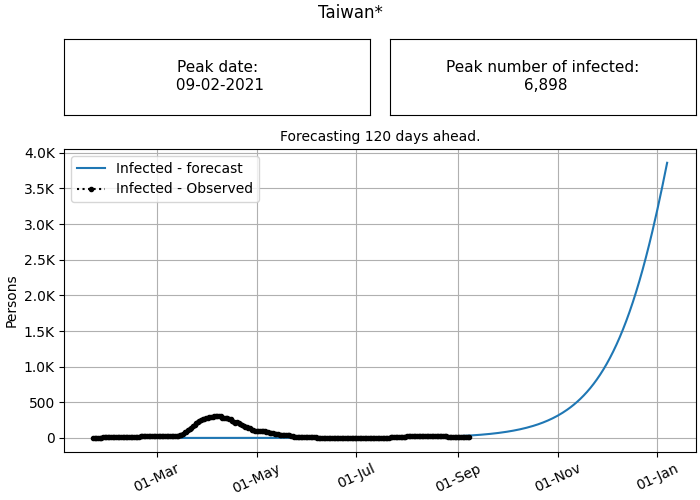 Taiwan*
Peak date:
09-02-2021
Peak number of infected:
6,898
Forecasting 120 days ahead.
Infected - forecast
Infected - Observed
4.0K
3.5K
3.0K
2.5K
2.0K
1.5K
1.0K
500
0
Persons
01-Mar
01-May
01-Jul
01-Sep
01-Nov
01-Jan